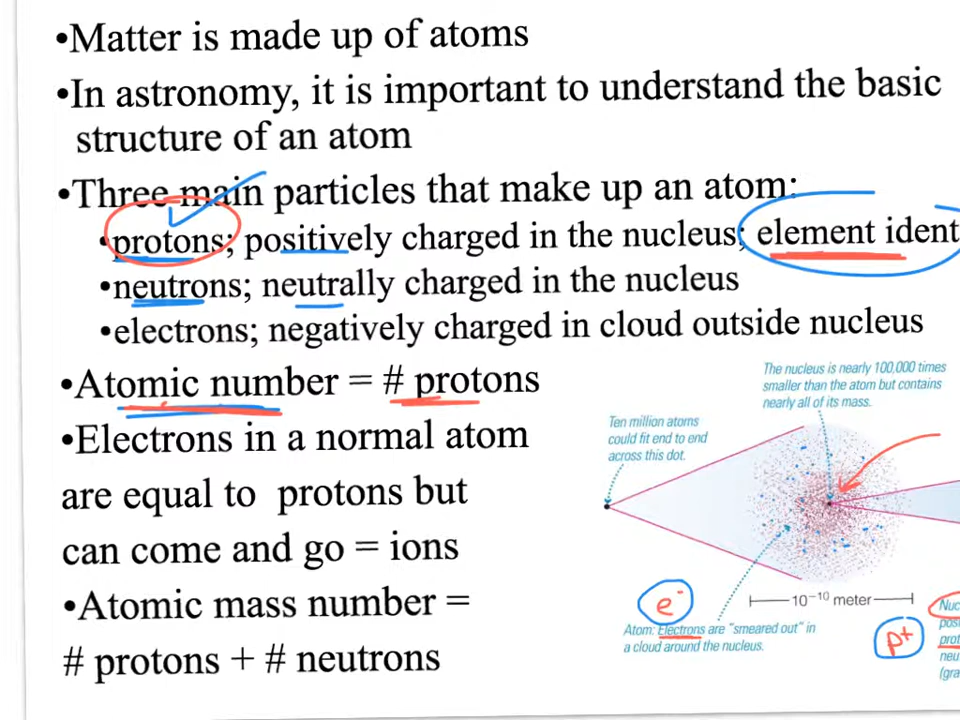 •Matter is made up of atoms
•In astronomy, it is important to understand the basic
structure of an atom
•Three main particles that make up an atom:
•protons; positively charged in the nucleus; element ident
•neutrons; neutrally charged in the nucleus
•electrons; negatively charged in cloud outside nucleus
•Atomic number = # protons
•Electrons in a normal atom
are equal to protons but
can come and go = ions
•Atomic mass number =
# protons + # neutrons
The nucleus is nearly 100,000 times
smaller than the atom but contains
nearly all of its mass.
Ten million atoms
could fit end to end
across this dot.
10⁻¹⁰ meter
e⁻
Atom: Electrons are "smeared out" in
a cloud around the nucleus.
p+
Nuc
posi
prot
neu
(gra